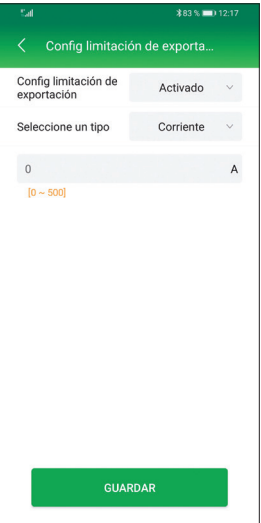 83 % 12:17
Config limitación de exporta...
Config limitación de
exportación
Activado
Seleccione un tipo
Corriente
0
A
[0 ~ 500]
GUARDAR